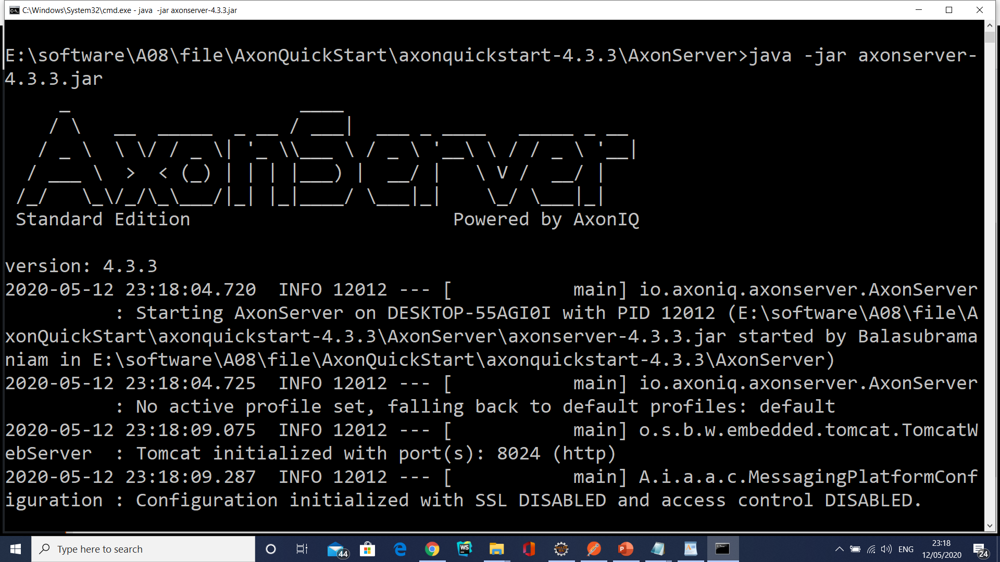 C:\Windows\System32\cmd.exe - java  -jar axonserver-4.3.3.jar
E:\software\A08\file\AxonQuickStart\axonquickstart-4.3.3\AxonServer>java -jar axonserver-
4.3.3.jar
     _                     ____
    / \   __  _____  _ __ / ___|  ___ _ ____   _____ _ __
   / _ \  \ \/ / _ \| '_ \\___ \ / _ \ '__\ \ / / _ \ '__|
  / ___ \  >  < (_) | | | |___) |  __/ |   \ V /  __/ |
 /_/   \_\/_/\_\___/|_| |_|____/ \___|_|    \_/ \___|_|
 Standard Edition                        Powered by AxonIQ
version: 4.3.3
2020-05-12 23:18:04.720  INFO 12012 --- [           main] io.axoniq.axonserver.AxonServer
          : Starting AxonServer on DESKTOP-55AGI0I with PID 12012 (E:\software\A08\file\A
xonQuickStart\axonquickstart-4.3.3\AxonServer\axonserver-4.3.3.jar started by Balasubrama
niam in E:\software\A08\file\AxonQuickStart\axonquickstart-4.3.3\AxonServer)
2020-05-12 23:18:04.725  INFO 12012 --- [           main] io.axoniq.axonserver.AxonServer
          : No active profile set, falling back to default profiles: default
2020-05-12 23:18:09.075  INFO 12012 --- [           main] o.s.b.w.embedded.tomcat.TomcatW
ebServer  : Tomcat initialized with port(s): 8024 (http)
2020-05-12 23:18:09.287  INFO 12012 --- [           main] A.i.a.a.c.MessagingPlatformConf
iguration : Configuration initialized with SSL DISABLED and access control DISABLED.
Type here to search
44
WS
ENG
23:18
12/05/2020
24